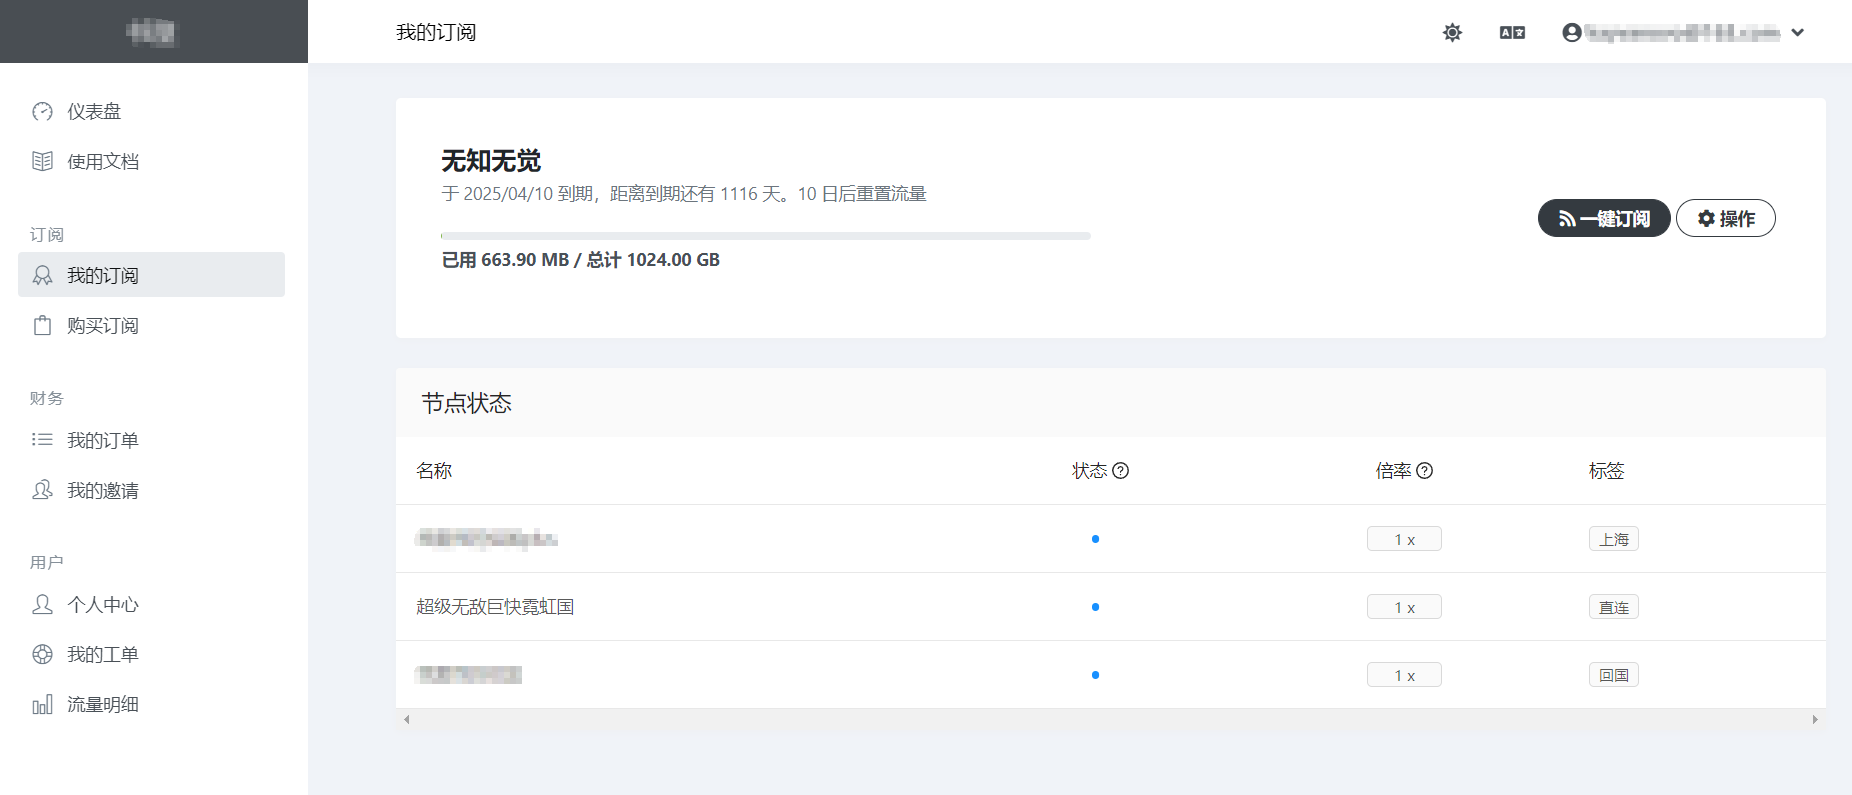 我的订阅
仪表盘
使用文档
订阅
我的订阅
购买订阅
财务
我的订单
我的邀请
用户
个人中心
我的工单
流量明细
无知无觉
于 2025/04/10 到期，距离到期还有 1116 天。10 日后重置流量
已用 663.90 MB / 总计 1024.00 GB
一键订阅
操作
节点状态
名称 状态 倍率 标签
1 x 上海
超级无敌巨快霓虹国 1 x 直连
1 x 回国